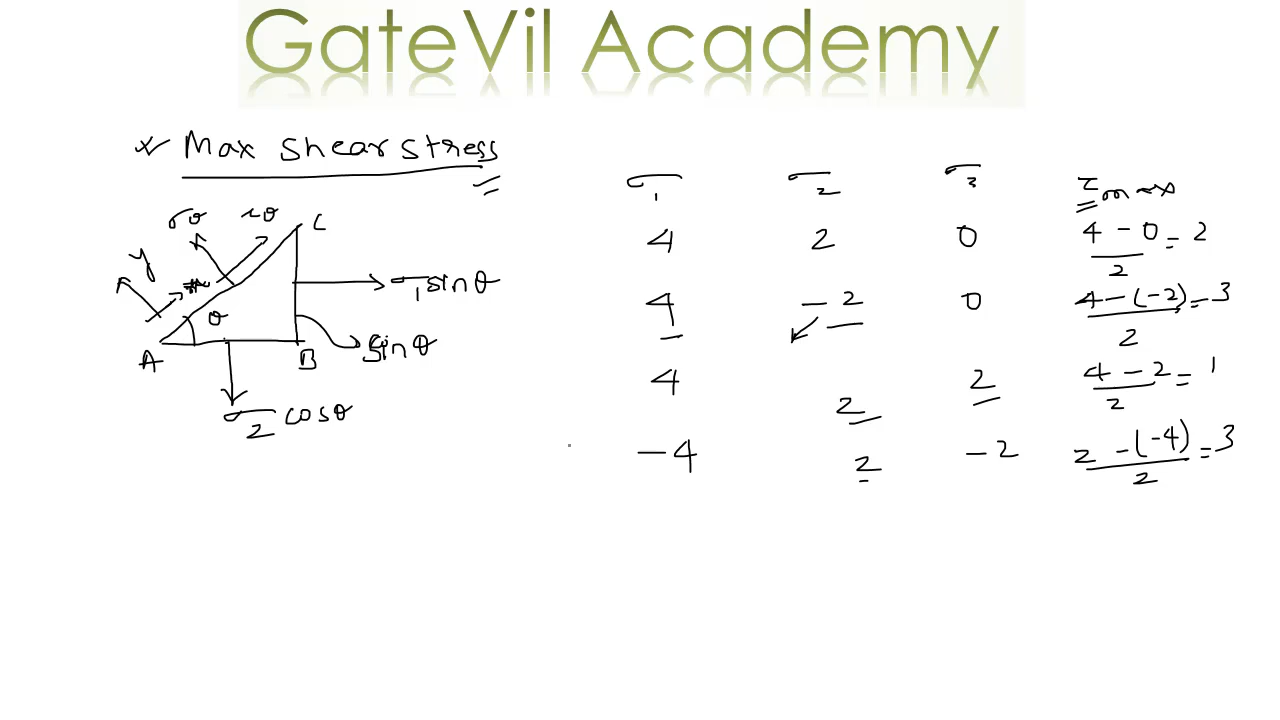 GateVil Academy
Max shear stress
σθ τθ C
y
θ
σ1 sinθ
sinθ
A B
σ2 cosθ
σ1 σ2 σ3 τmax
4 2 0 4 - 0 / 2 = 2
4 - 2 0 4 - (-2) / 2 = 3
4 2 2 4 - 2 / 2 = 1
- 4 2 - 2 2 - (-4) / 2 = 3